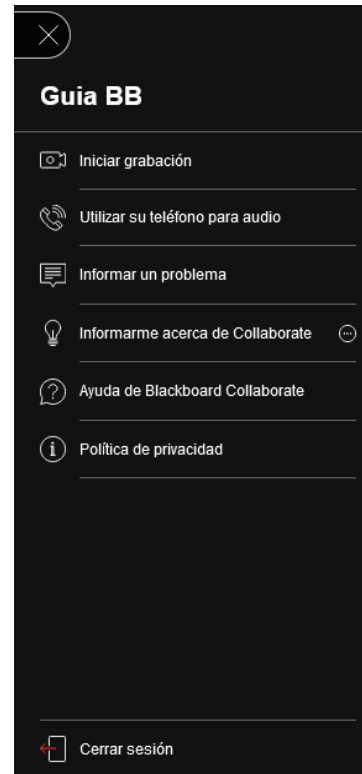 Guia BB
Iniciar grabación
Utilizar su teléfono para audio
Informar un problema
Informarme acerca de Collaborate
Ayuda de Blackboard Collaborate
Política de privacidad
Cerrar sesión